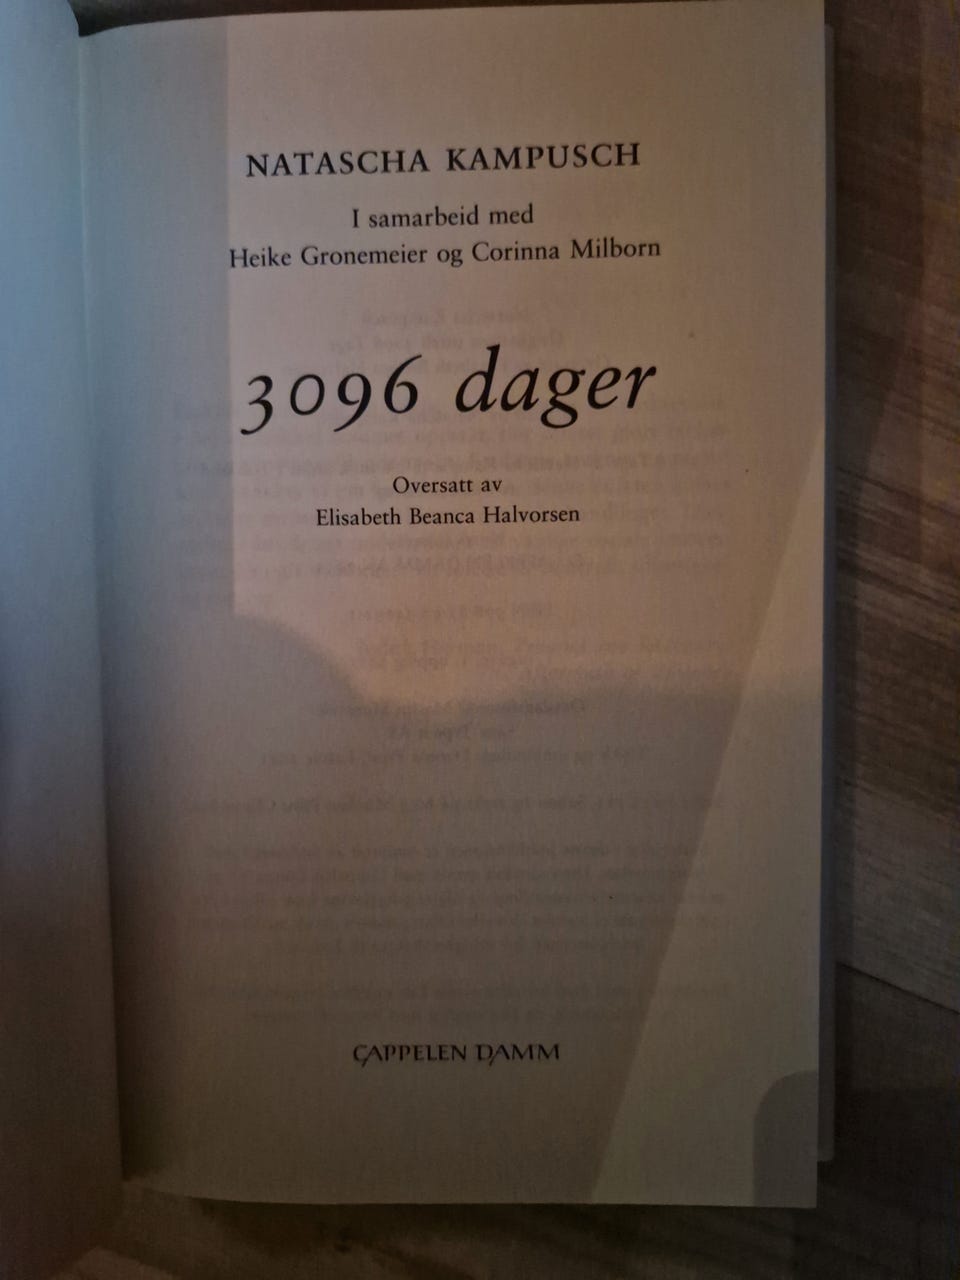 NATASCHA KAMPUSCH
I samarbeid med
Heike Gronemeier og Corinna Milborn
3096 dager
Oversatt av
Elisabeth Beanca Halvorsen
CAPPELEN DAMM